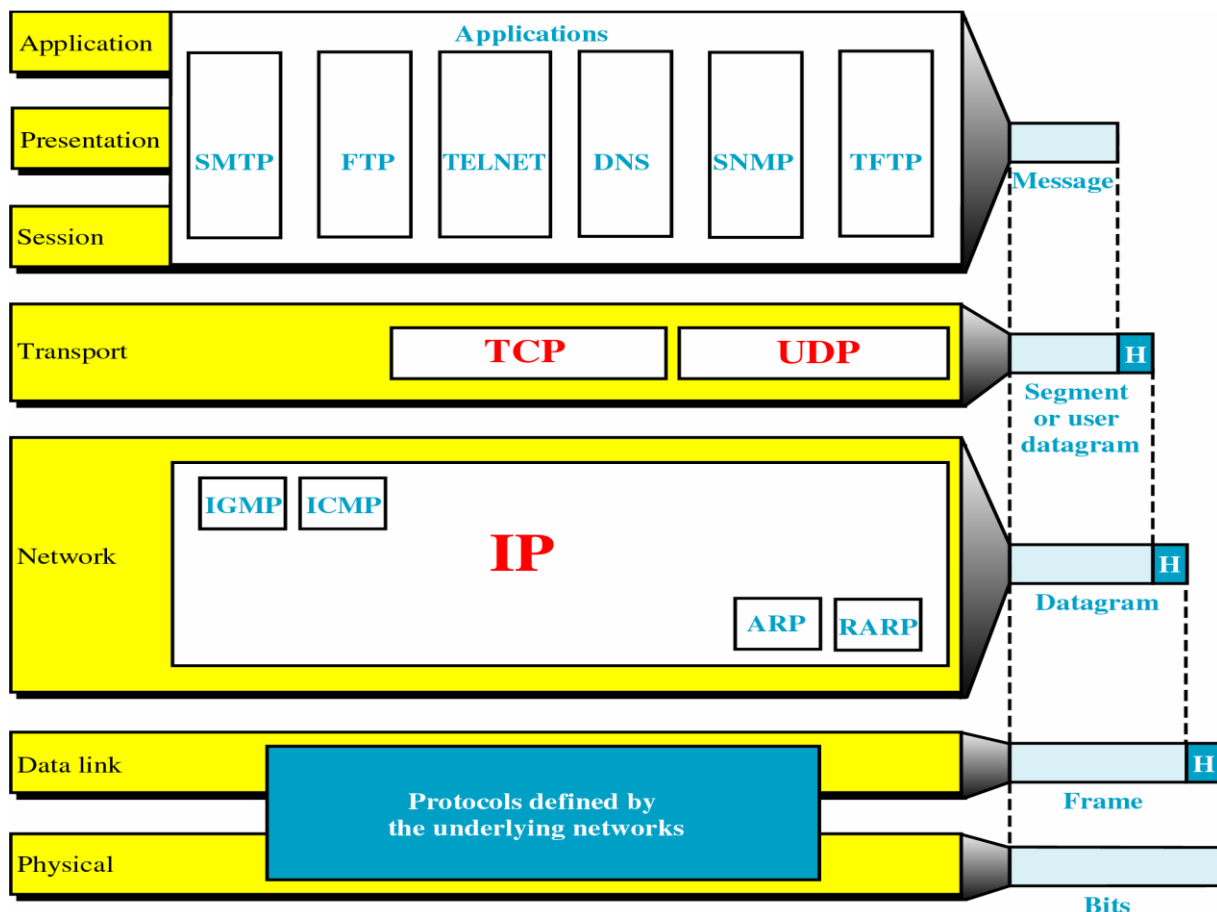 Application
Applications
Presentation
SMTP
FTP
TELNET
DNS
SNMP
TFTP
Message
Session
Transport
TCP
UDP
H
Segment
or user
datagram
IGMP
ICMP
Network
IP
H
Datagram
ARP
RARP
Data link
H
Protocols defined by
the underlying networks
Frame
Physical
Bits